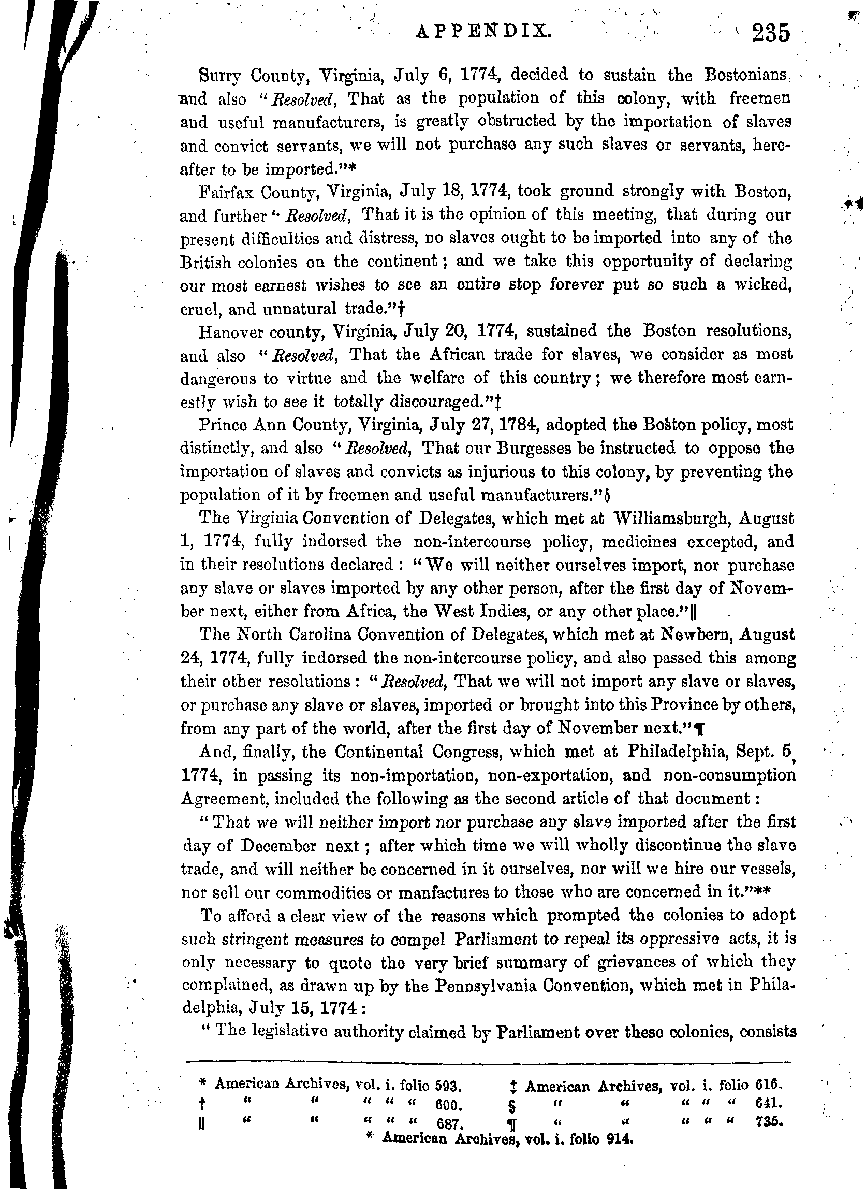 APPENDIX. 235
Surry County, Virginia, July 6, 1774, decided to sustain the Bostonians,
and also "Resolved, That as the population of this colony, with freemen
and useful manufacturers, is greatly obstructed by the importation of slaves
and convict servants, we will not purchase any such slaves or servants, here-
after to be imported."*
Fairfax County, Virginia, July 18, 1774, took ground strongly with Boston,
and further "Resolved, That it is the opinion of this meeting, that during our
present difficulties and distress, no slaves ought to be imported into any of the
British colonies on the continent; and we take this opportunity of declaring
our most earnest wishes to see an entire stop forever put so such a wicked,
cruel, and unnatural trade."†
Hanover county, Virginia, July 20, 1774, sustained the Boston resolutions,
and also "Resolved, That the African trade for slaves, we consider as most
dangerous to virtue and the welfare of this country; we therefore most earn-
estly wish to see it totally discouraged."‡
Prince Ann County, Virginia, July 27, 1784, adopted the Boston policy, most
distinctly, and also "Resolved, That our Burgesses be instructed to oppose the
importation of slaves and convicts as injurious to this colony, by preventing the
population of it by freemen and useful manufacturers."§
The Virginia Convention of Delegates, which met at Williamsburgh, August
1, 1774, fully indorsed the non-intercourse policy, medicines excepted, and
in their resolutions declared: "We will neither ourselves import, nor purchase
any slave or slaves imported by any other person, after the first day of Novem-
ber next, either from Africa, the West Indies, or any other place."‖
The North Carolina Convention of Delegates, which met at Newbern, August
24, 1774, fully indorsed the non-intercourse policy, and also passed this among
their other resolutions: "Resolved, That we will not import any slave or slaves,
or purchase any slave or slaves, imported or brought into this Province by others,
from any part of the world, after the first day of November next."¶
And, finally, the Continental Congress, which met at Philadelphia, Sept. 5,
1774, in passing its non-importation, non-exportation, and non-consumption
Agreement, included the following as the second article of that document:
"That we will neither import nor purchase any slave imported after the first
day of December next; after which time we will wholly discontinue the slave
trade, and will neither be concerned in it ourselves, nor will we hire our vessels,
nor sell our commodities or manfactures to those who are concerned in it."**
To afford a clear view of the reasons which prompted the colonies to adopt
such stringent measures to compel Parliament to repeal its oppressive acts, it is
only necessary to quote the very brief summary of grievances of which they
complained, as drawn up by the Pennsylvania Convention, which met in Phila-
delphia, July 15, 1774:
"The legislative authority claimed by Parliament over these colonies, consists
* American Archives, vol. i. folio 593. ‡ American Archives, vol. i. folio 616.
† " " " " " 600. § " " " " " 641.
‖ " " " " " 687. ¶ " " " " " 735.
* American Archives, vol. i. folio 914.